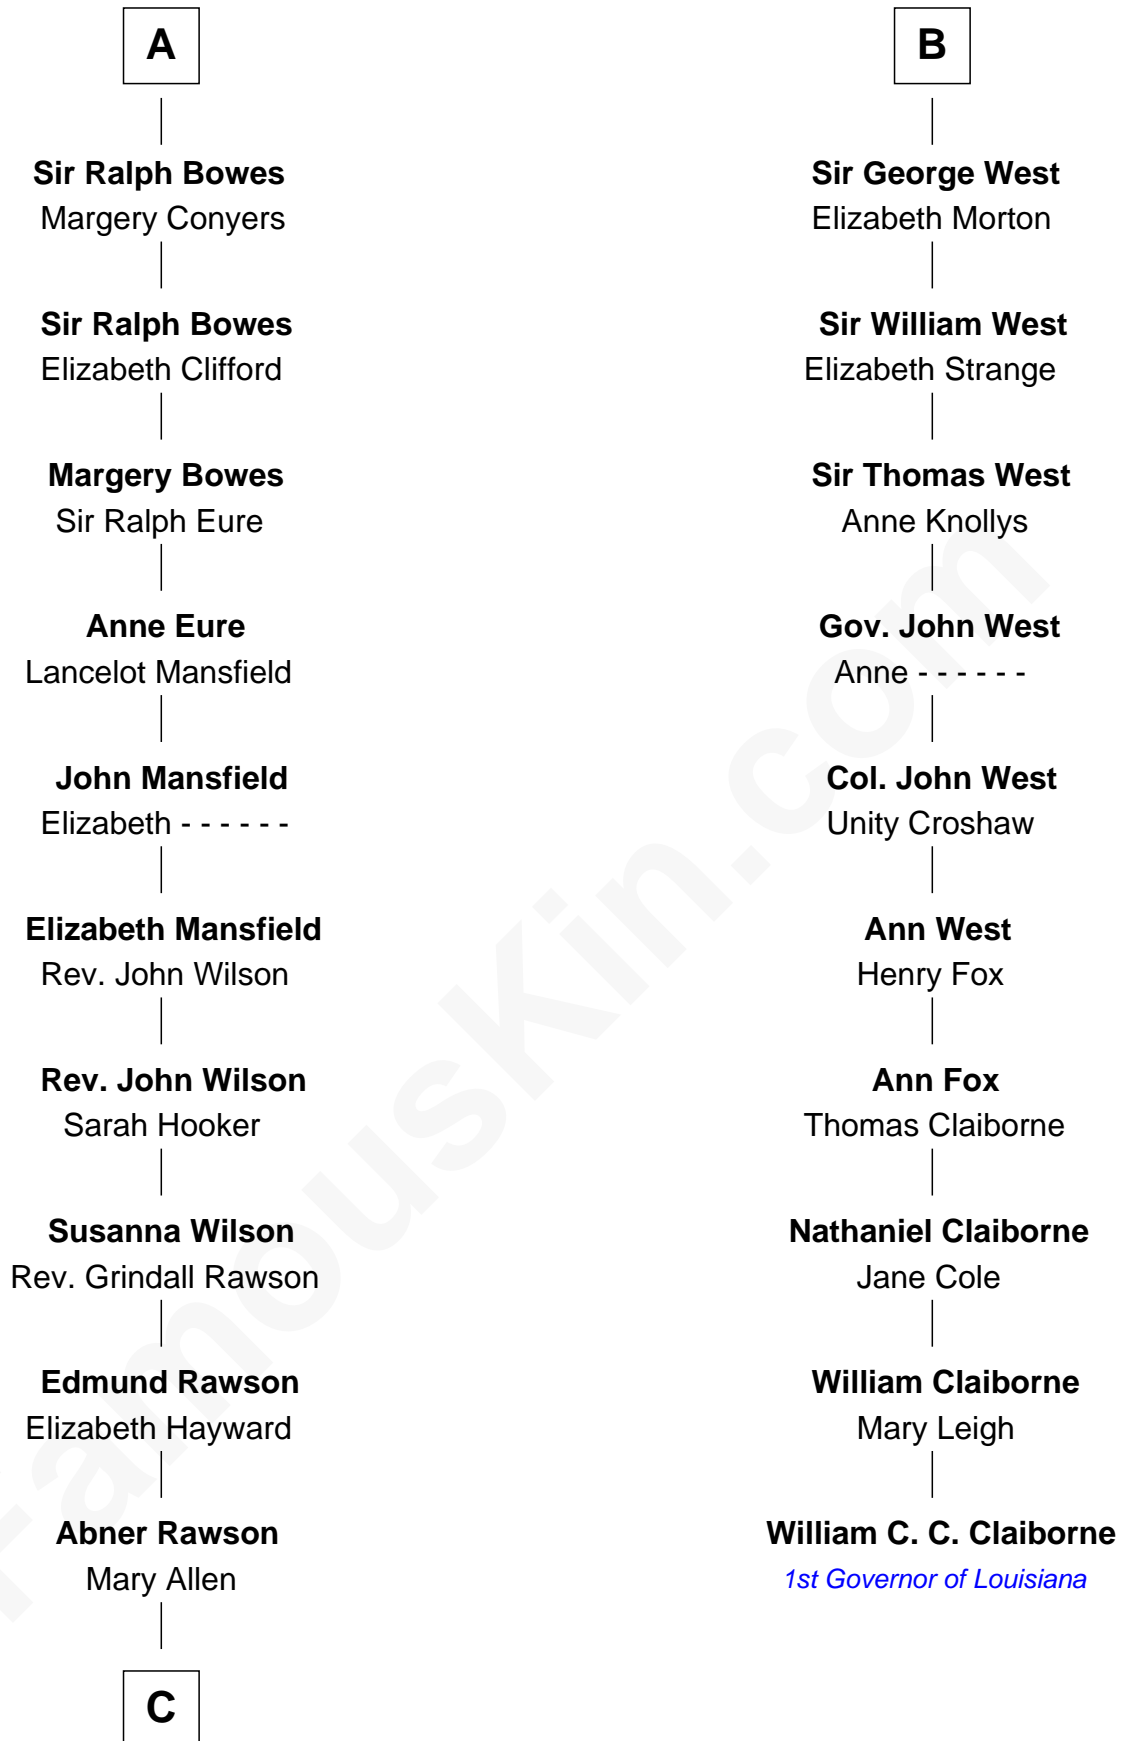 A
Sir Ralph Bowes
Margery Conyers
Sir Ralph Bowes
Elizabeth Clifford
Margery Bowes
Sir Ralph Eure
Anne Eure
Lancelot Mansfield
John Mansfield
Elizabeth - - - - - -
Elizabeth Mansfield
Rev. John Wilson
Rev. John Wilson
Sarah Hooker
Susanna Wilson
Rev. Grindall Rawson
Edmund Rawson
Elizabeth Hayward
Abner Rawson
Mary Allen
C
B
Sir George West
Elizabeth Morton
Sir William West
Elizabeth Strange
Sir Thomas West
Anne Knollys
Gov. John West
Anne - - - - - -
Col. John West
Unity Croshaw
Ann West
Henry Fox
Ann Fox
Thomas Claiborne
Nathaniel Claiborne
Jane Cole
William Claiborne
Mary Leigh
William C. C. Claiborne
1st Governor of Louisiana
FamousKin.com